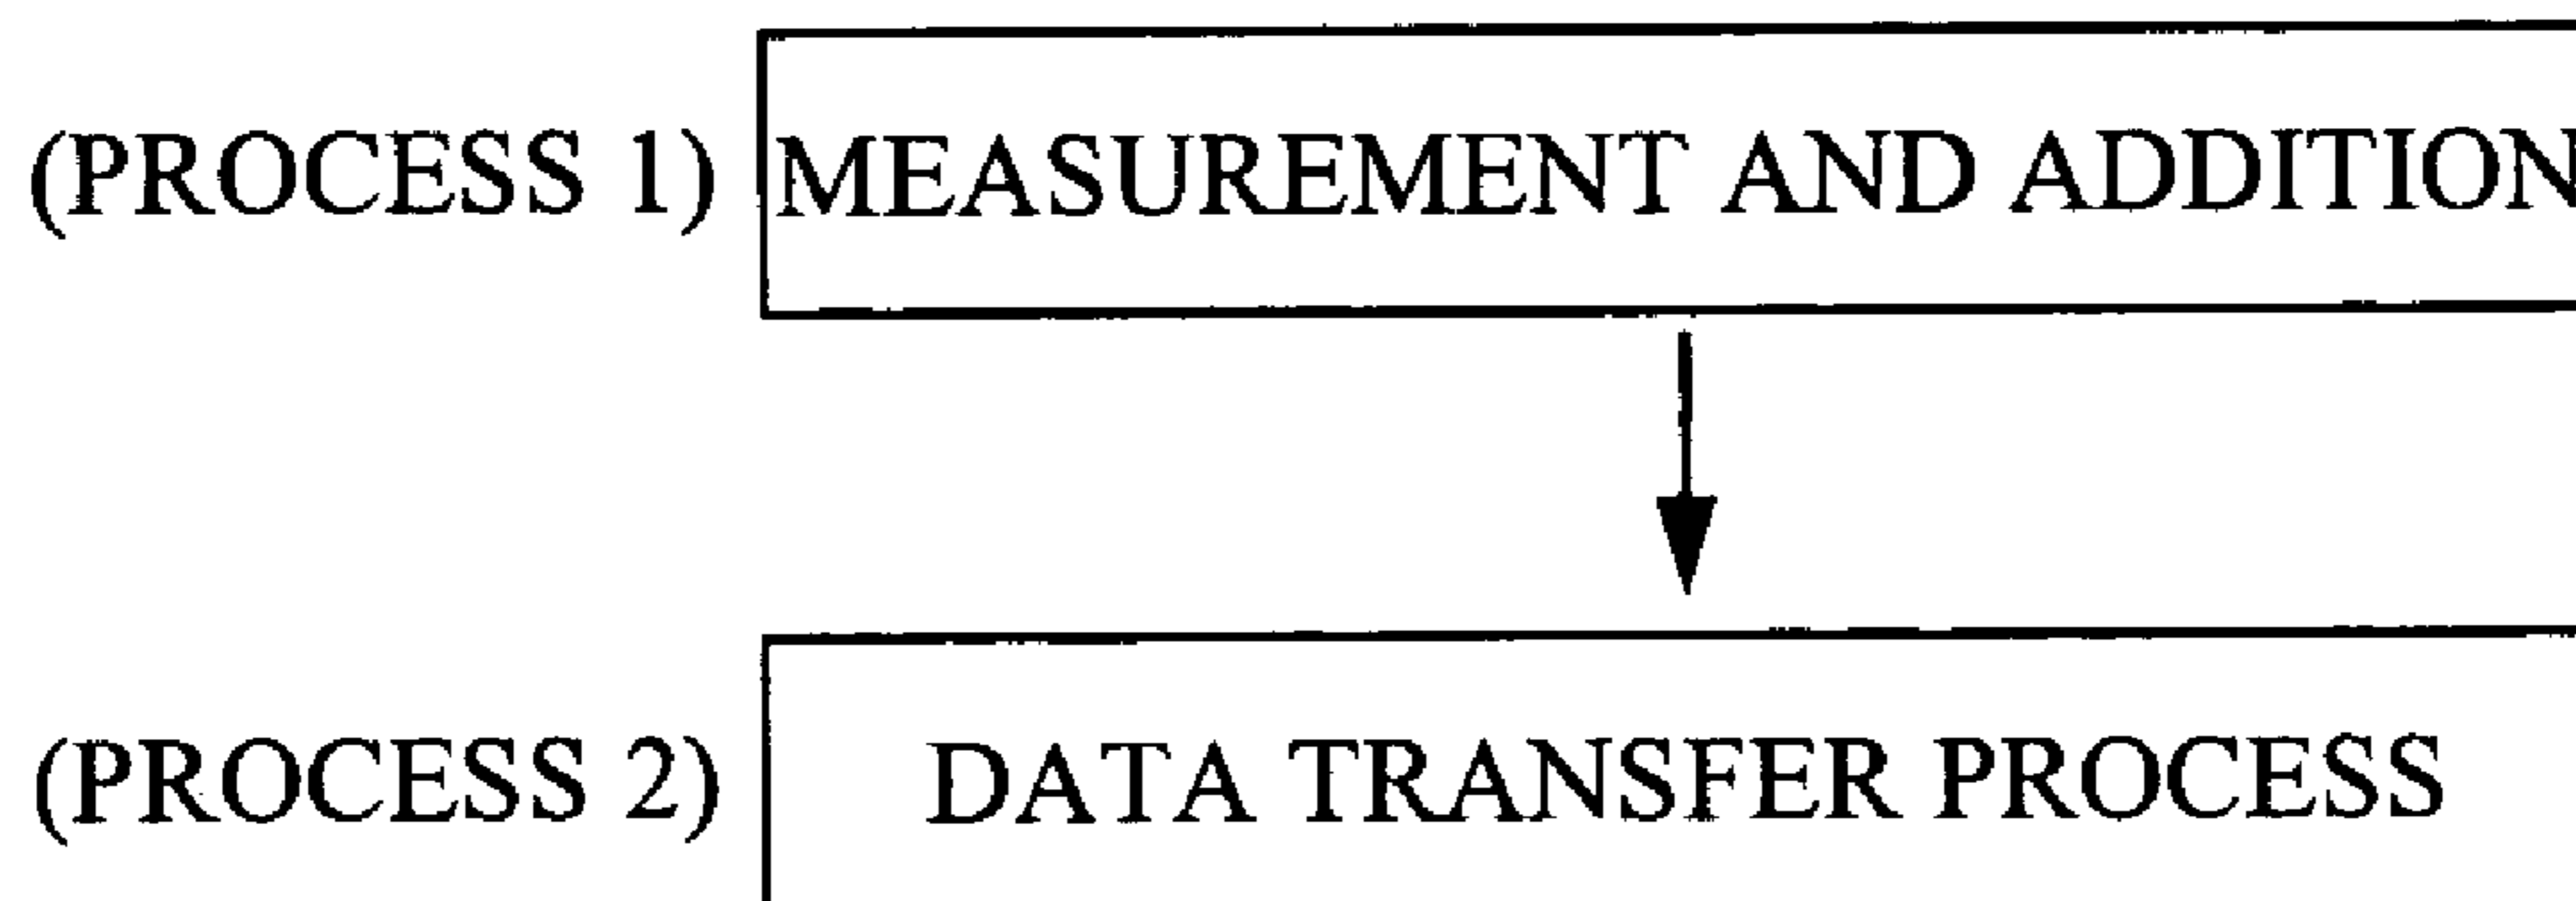 (PROCESS 1) MEASUREMENT AND ADDITION
(PROCESS 2) DATA TRANSFER PROCESS